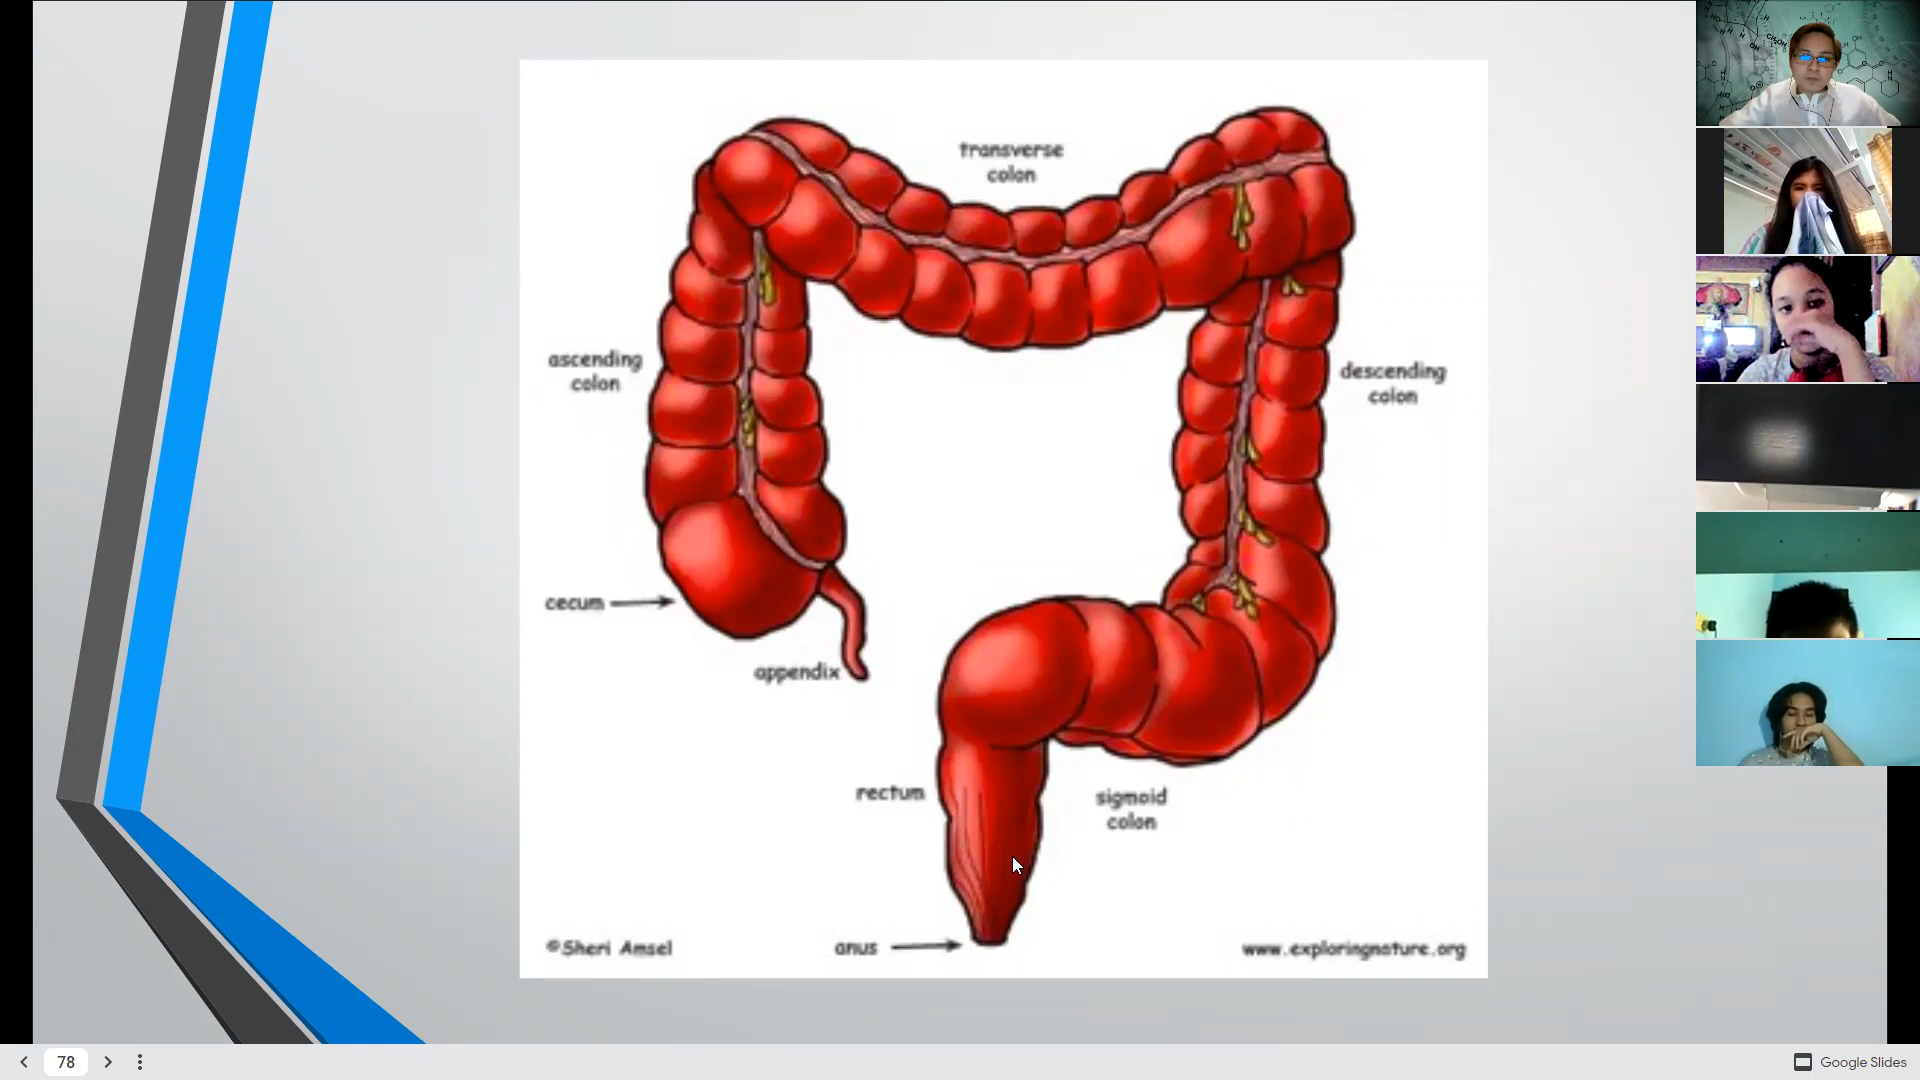 transverse
colon
ascending
colon
descending
colon
cecum
appendix
rectum
sigmoid
colon
anus
©Sheri Amsel
www.exploringnature.org
78
Google Slides